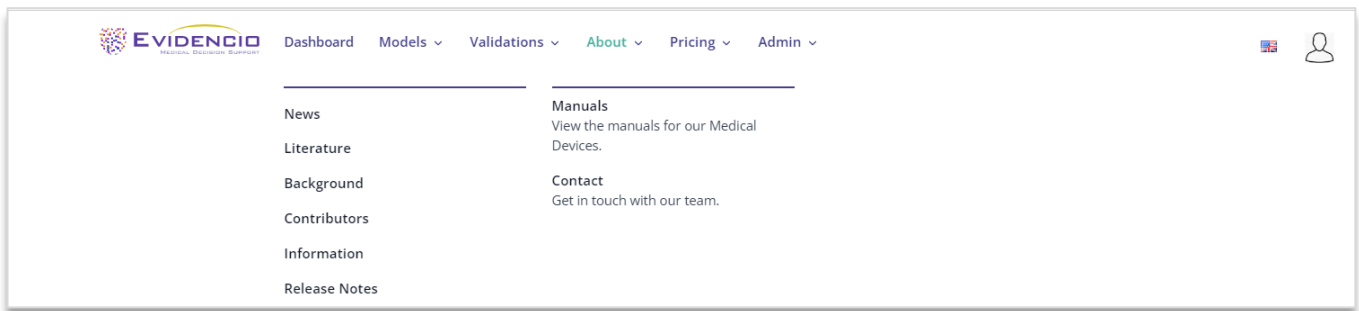 EVIDENCIO
MEDICAL DECISION SUPPORT
Dashboard Models Validations About Pricing Admin
News
Literature
Background
Contributors
Information
Release Notes
Manuals
View the manuals for our Medical
Devices.
Contact
Get in touch with our team.